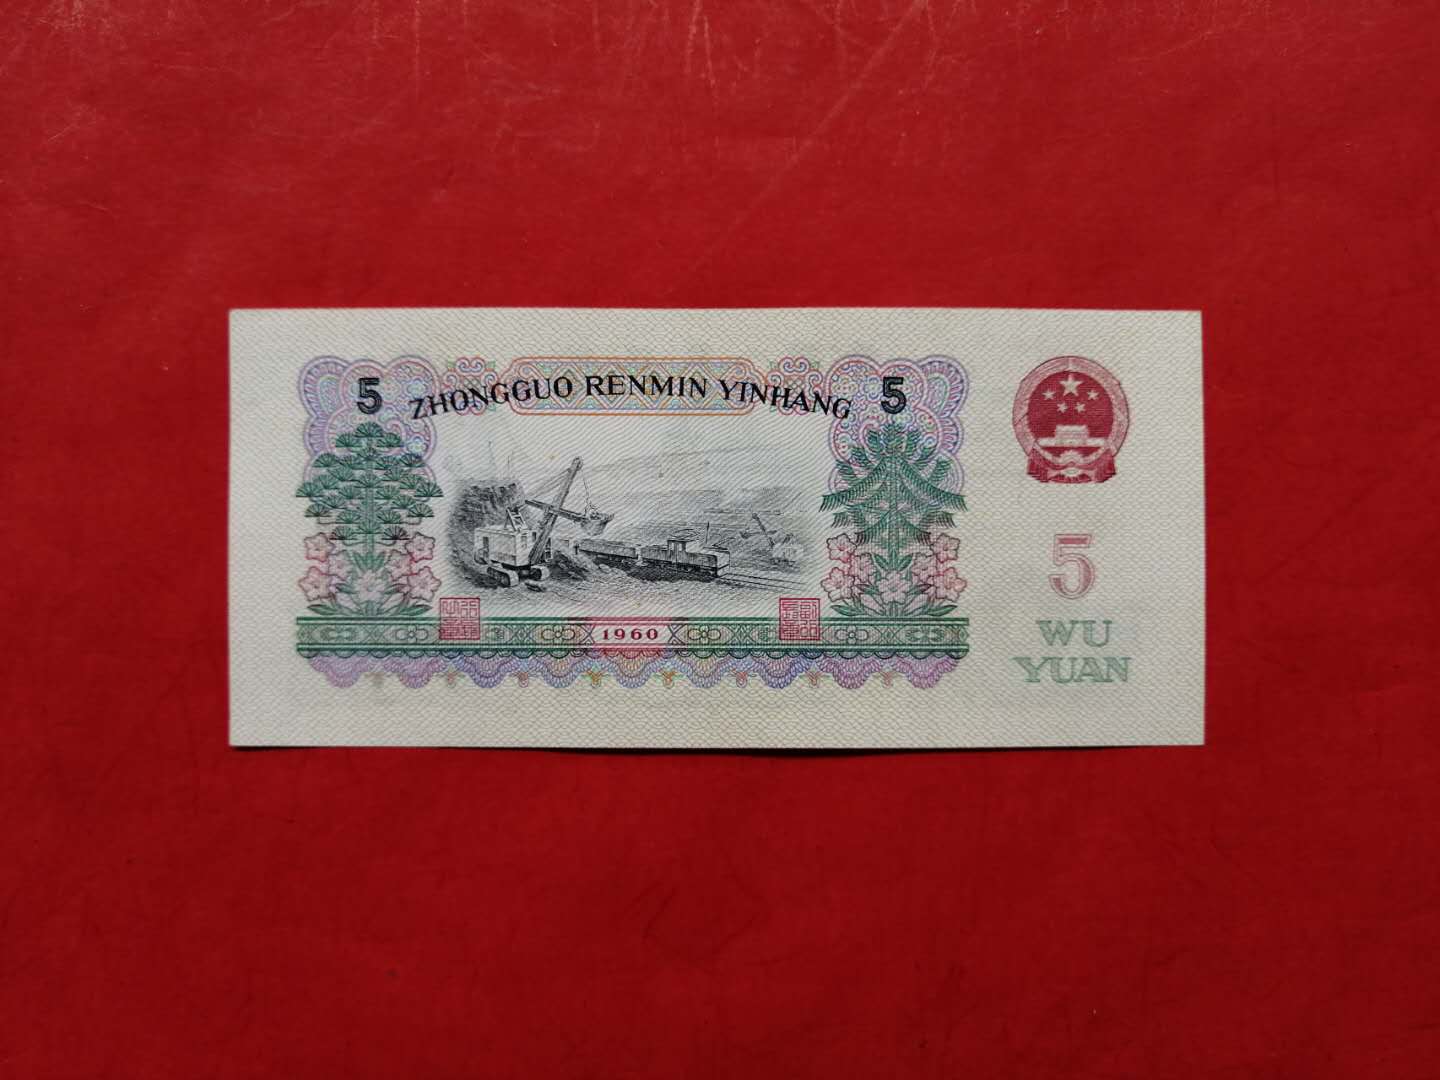 5 ZHONGGUO RENMIN YINHANG 5
5
WU
YUAN
1960